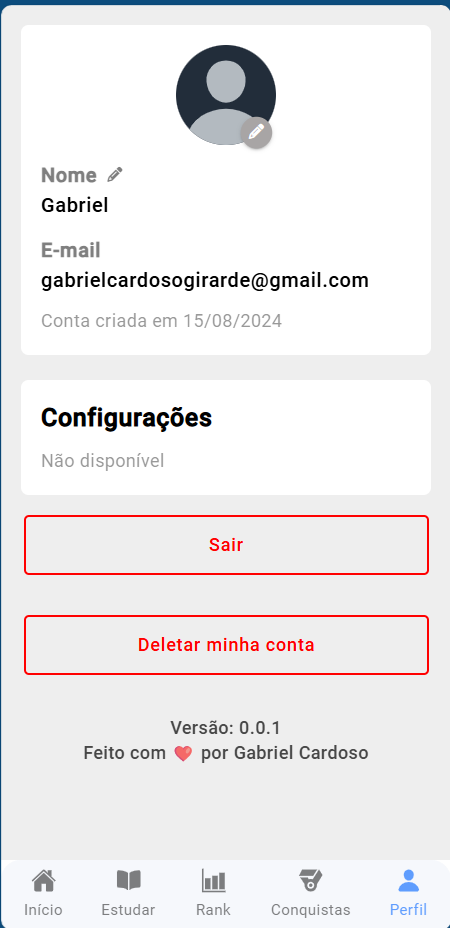 Nome
Gabriel
E-mail
gabrielcardosogirarde@gmail.com
Conta criada em 15/08/2024
Configurações
Não disponível
Sair
Deletar minha conta
Versão: 0.0.1
Feito com ❤️ por Gabriel Cardoso
Início Estudar Rank Conquistas Perfil